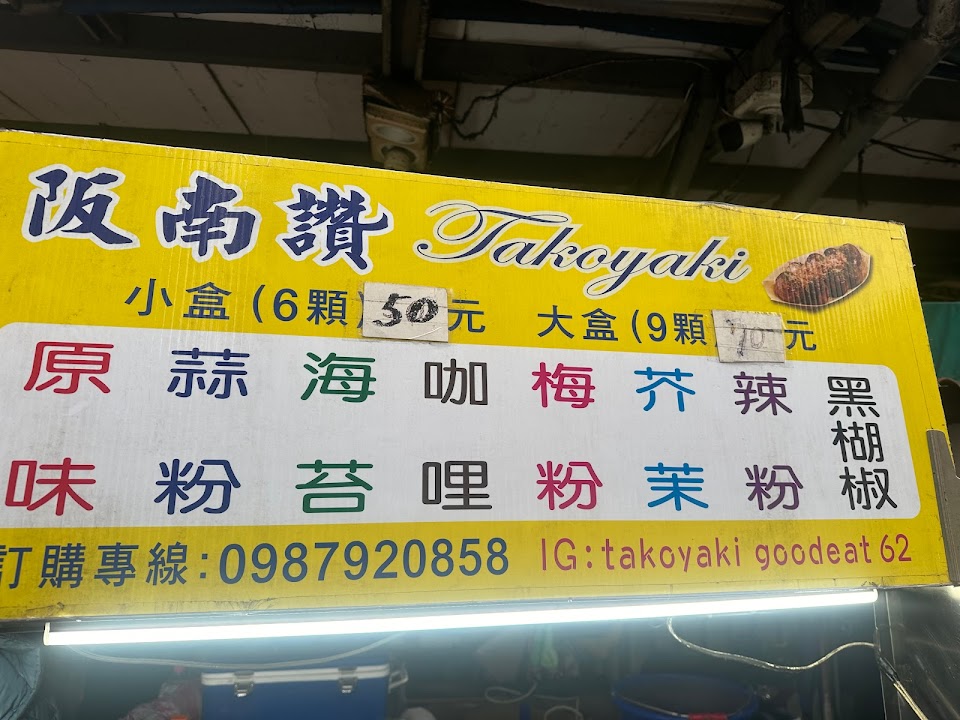 阪南讚 Takoyaki
小盒(6顆)50元 大盒(9顆 70元
原味 蒜粉 海苔 咖哩 梅粉 芥茉 辣粉 黑楜椒
訂購專線:0987920858 IG:takoyaki goodeat 62